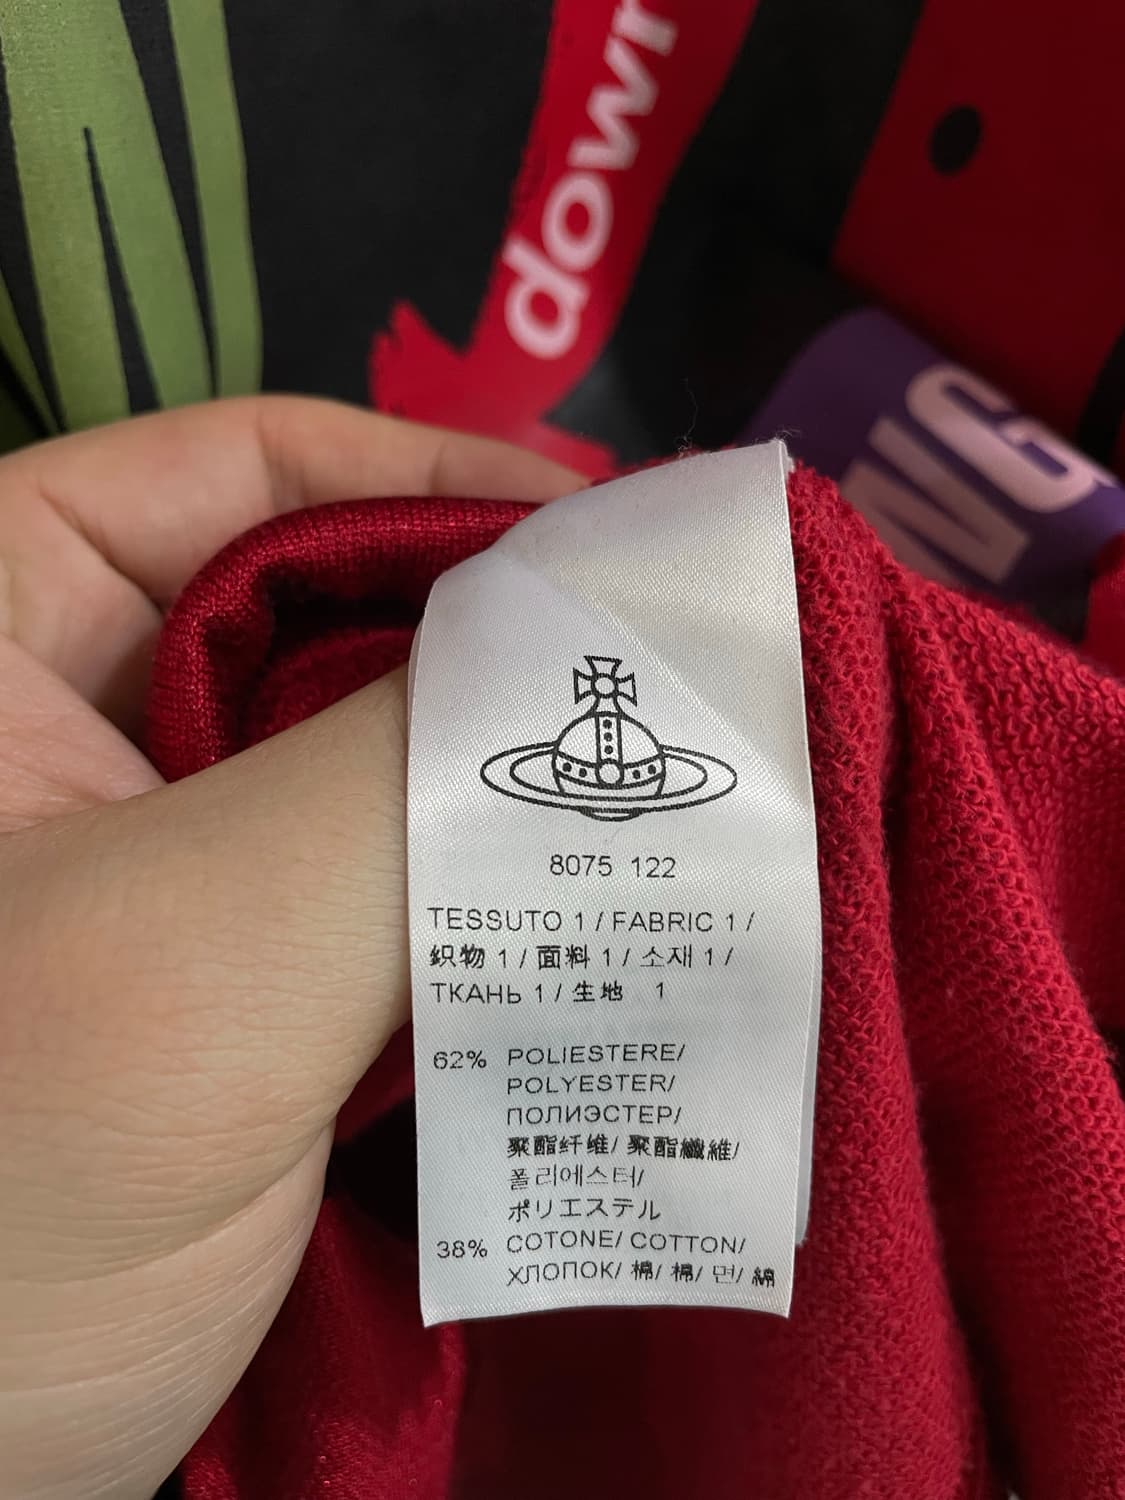 down
NG
8075 122
TESSUTO 1 / FABRIC 1 /
织物 1 / 面料 1 / 소재 1 /
ТКАНЬ 1 / 生地 1
62% POLIESTERE/
POLYESTER/
ПОЛИЭСТЕР/
聚酯纤维/ 聚酯纖維/
폴리에스터/
ポリエステル
38% COTONE/ COTTON/
ХЛОПОК/ 棉/ 棉/ 면/ 綿